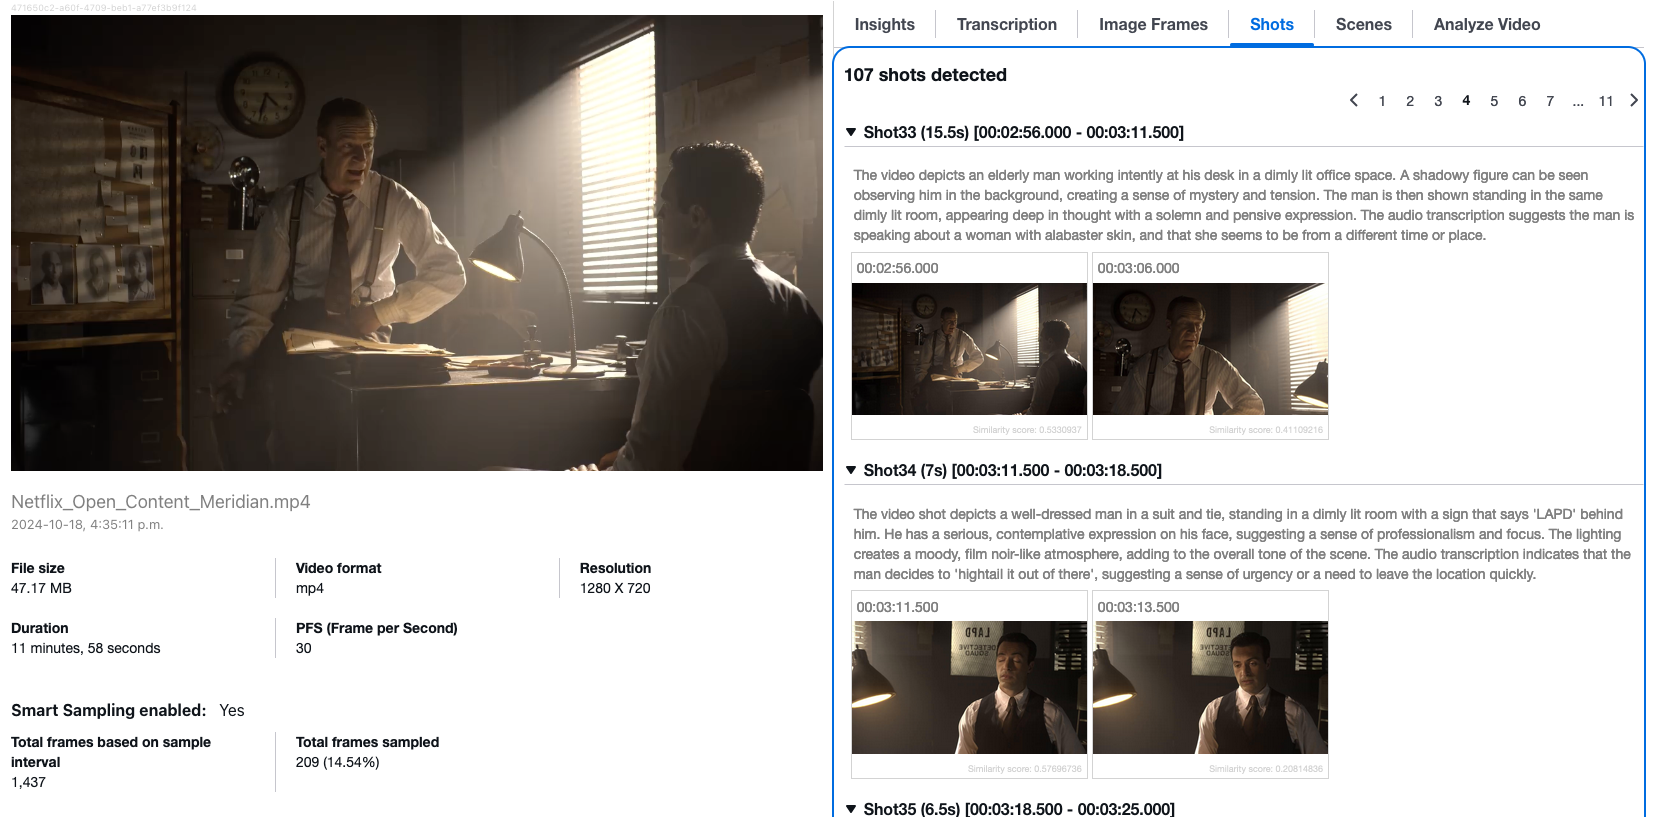 471650c2-a60f-4709-beb1-a77ef3b9f124
Netflix_Open_Content_Meridian.mp4
2024-10-18, 4:35:11 p.m.
File size
47.17 MB
Video format
mp4
Resolution
1280 X 720
Duration
11 minutes, 58 seconds
PFS (Frame per Second)
30
Smart Sampling enabled: Yes
Total frames based on sample
interval
1,437
Total frames sampled
209 (14.54%)
Insights
Transcription
Image Frames
Shots
Scenes
Analyze Video
107 shots detected
1 2 3 4 5 6 7 ... 11
Shot33 (15.5s) [00:02:56.000 - 00:03:11.500]
The video depicts an elderly man working intently at his desk in a dimly lit office space. A shadowy figure can be seen
observing him in the background, creating a sense of mystery and tension. The man is then shown standing in the same
dimly lit room, appearing deep in thought with a solemn and pensive expression. The audio transcription suggests the man is
speaking about a woman with alabaster skin, and that she seems to be from a different time or place.
00:02:56.000
Similarity score: 0.5330937
00:03:06.000
Similarity score: 0.41109216
Shot34 (7s) [00:03:11.500 - 00:03:18.500]
The video shot depicts a well-dressed man in a suit and tie, standing in a dimly lit room with a sign that says 'LAPD' behind
him. He has a serious, contemplative expression on his face, suggesting a sense of professionalism and focus. The lighting
creates a moody, film noir-like atmosphere, adding to the overall tone of the scene. The audio transcription indicates that the
man decides to 'hightail it out of there', suggesting a sense of urgency or a need to leave the location quickly.
00:03:11.500
LAPD
DETECTIVE
SQUAD
Similarity score: 0.57696736
00:03:13.500
LAPD
DETECTIVE
SQUAD
Similarity score: 0.20814836
Shot35 (6.5s) [00:03:18.500 - 00:03:25.000]